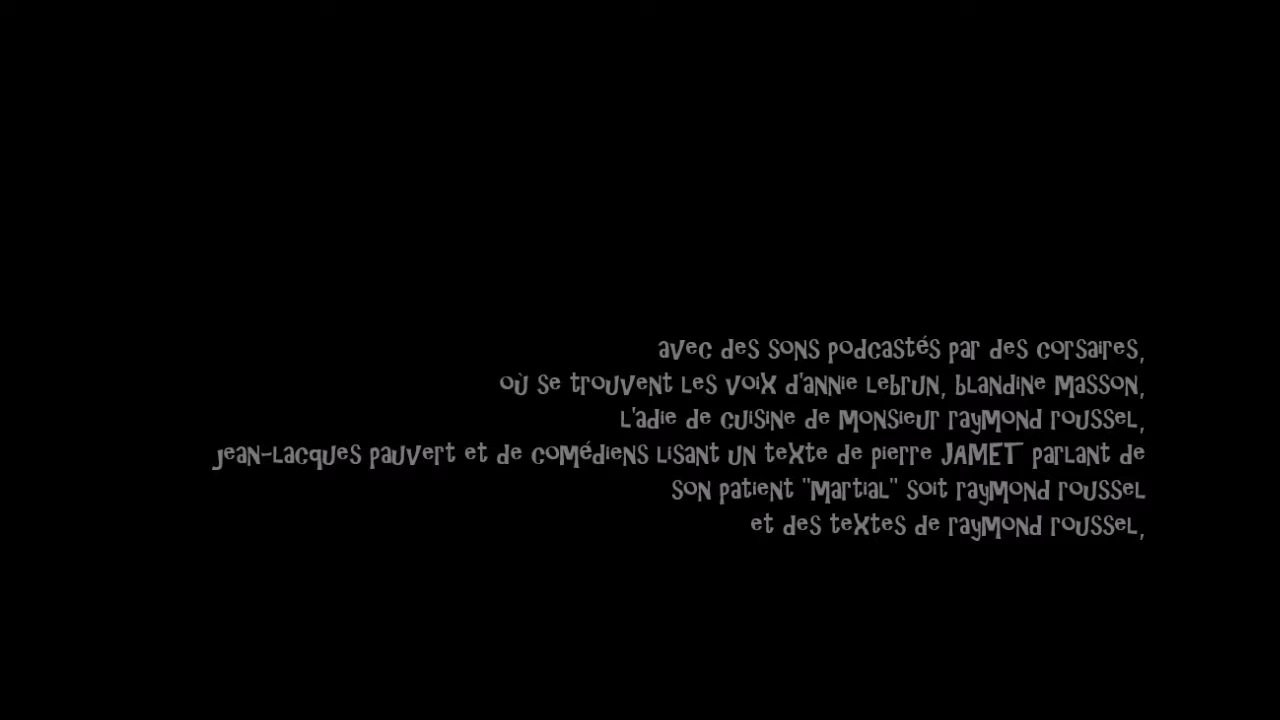 avec des sons podcastés par des corsaires,
où se trouvent les voix d'annie lebrun, blandine masson,
l'adie de cuisine de monsieur raymond roussel,
jean-lacques pauvert et de comédiens lisant un texte de pierre JAMET parlant de
son patient "Martial" soit raymond roussel
et des textes de raymond roussel,